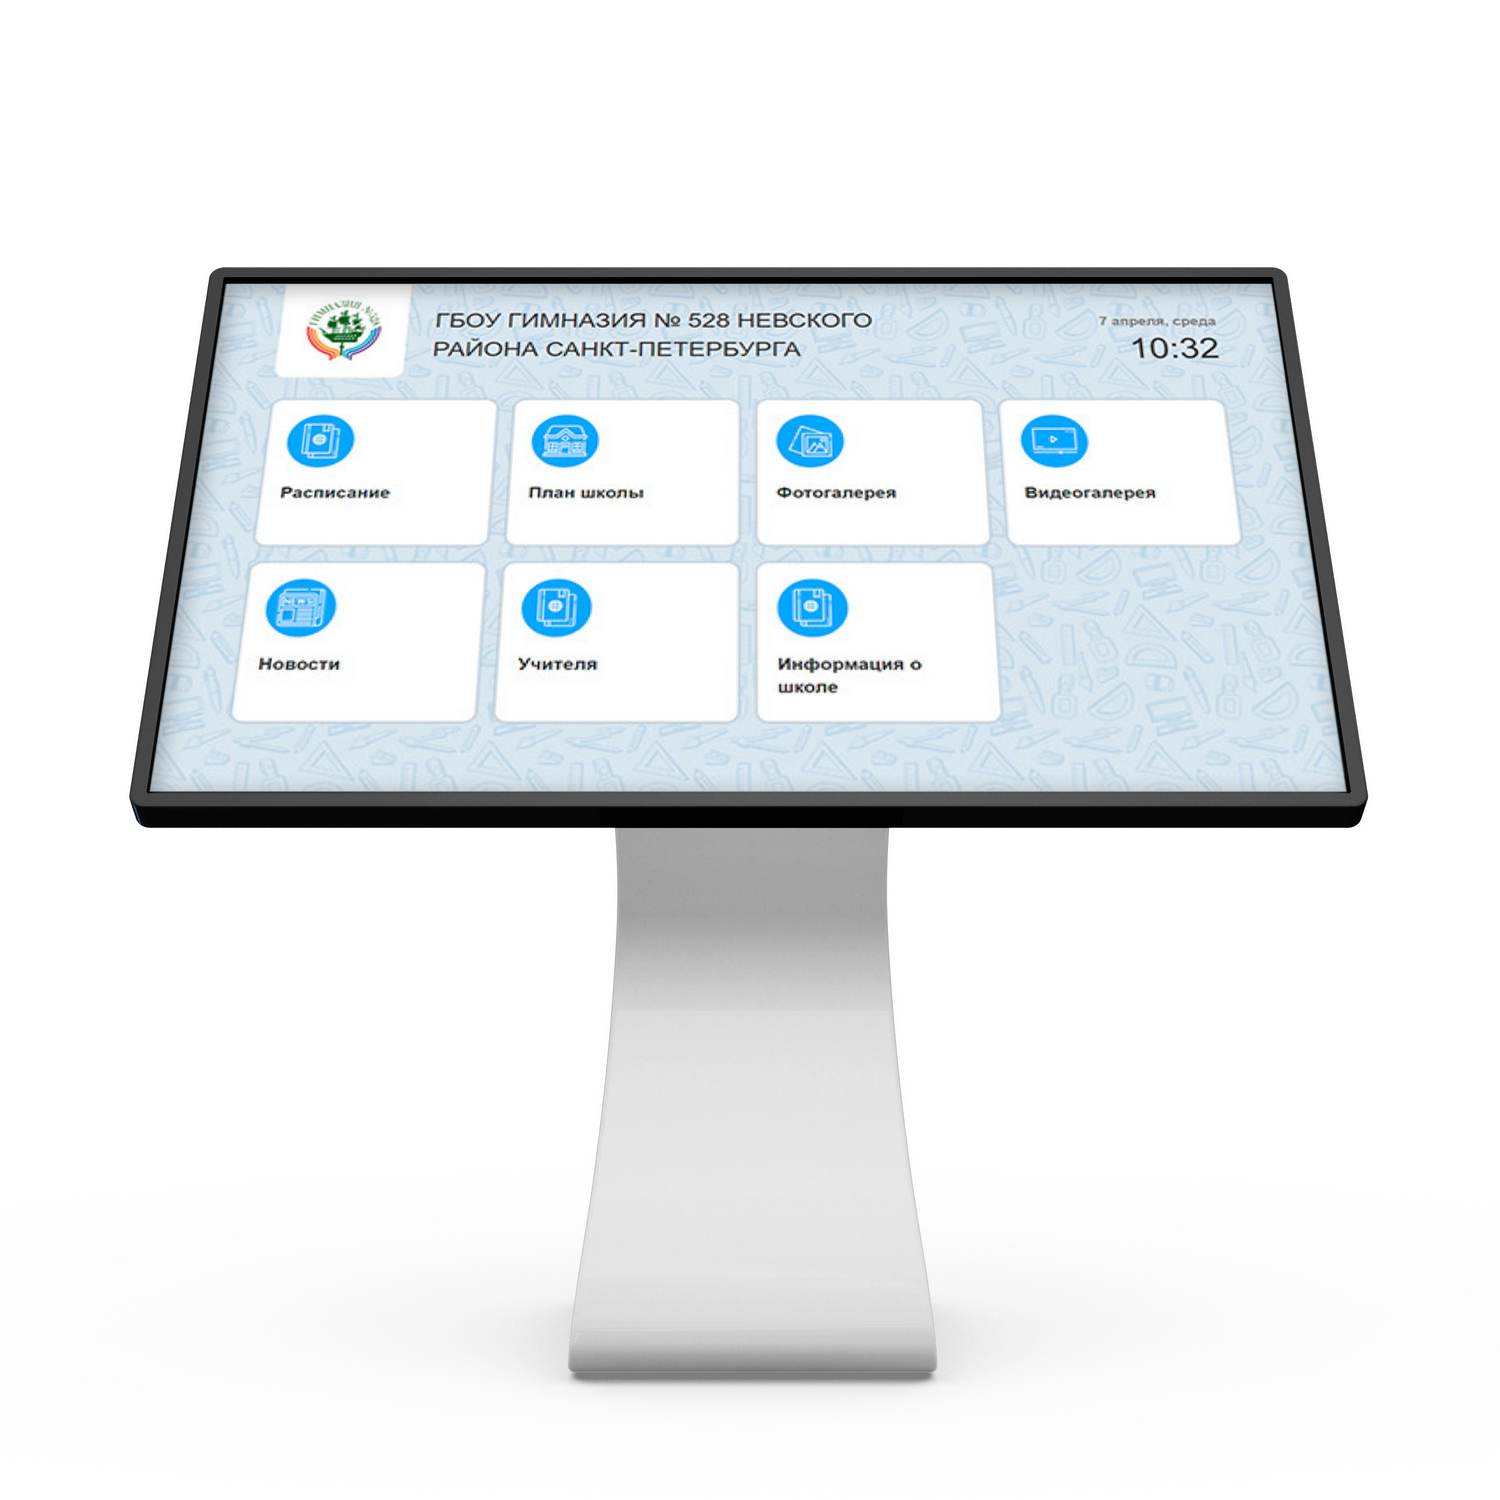 ГИМНАЗИЯ №528
ГБОУ ГИМНАЗИЯ № 528 НЕВСКОГО
РАЙОНА САНКТ-ПЕТЕРБУРГА
7 апреля, среда
10:32
Расписание
План школы
Фотогалерея
Видеогалерея
NEWS
Новости
Учителя
Информация о
школе